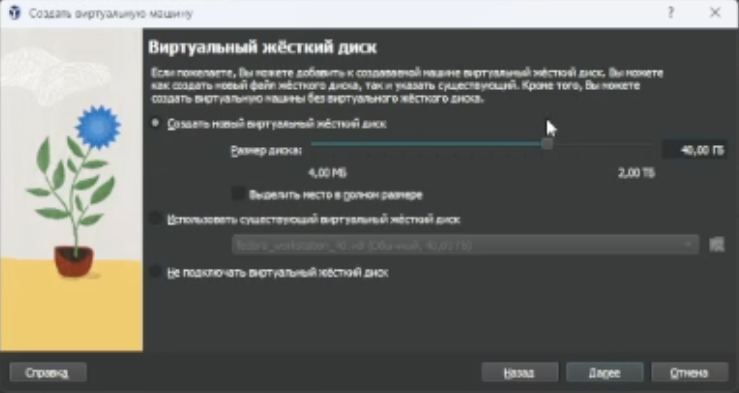 Создать виртуальную машину
Виртуальный жёсткий диск
Если пожелаете, Вы можете добавить к создаваемой машине виртуальный жёсткий диск. Вы можете
как создать новый файл жёсткого диска, так и указать существующий. Кроме того, Вы можете
создать виртуальную машину без виртуального жёсткого диска.
Создать новый виртуальный жёсткий диск
Размер диска:
40,00 ГБ
4,00 МБ
2,00 ТБ
Выделить место в полном размере
Использовать существующий виртуальный жёсткий диск
fedora_workstation_40.vdi (Обычный, 40,00 ГБ)
Не подключать виртуальный жёсткий диск
Справка
Назад
Далее
Отмена